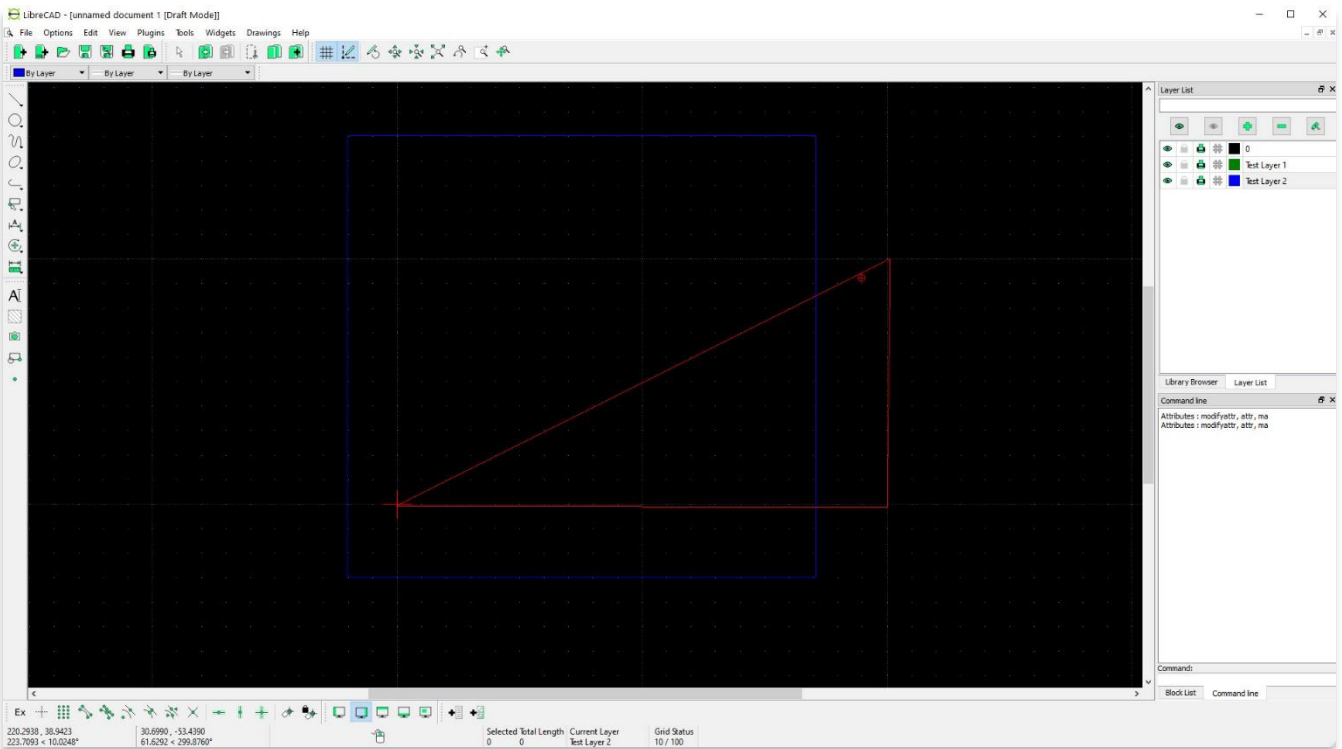 LibreCAD - [unnamed document 1 [Draft Mode]]
File Options Edit View Plugins Tools Widgets Drawings Help
By Layer By Layer By Layer
Layer List
0
Test Layer 1
Test Layer 2
Library Browser Layer List
Command line
Attributes : modifyattr, attr, ma
Attributes : modifyattr, attr, ma
Command:
Block List Command line
Ex
220.2938 , 38.9423 30.6990 , -53.4390 Selected Total Length Current Layer Grid Status
223.7093 < 10.0248° 61.6292 < 299.8760° 0 0 Test Layer 2 10 / 100